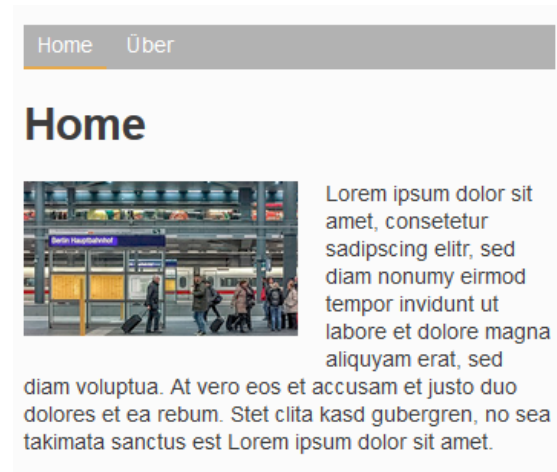 Home Über
Home
Berlin Hauptbahnhof
Lorem ipsum dolor sit
amet, consetetur
sadipscing elitr, sed
diam nonumy eirmod
tempor invidunt ut
labore et dolore magna
aliquyam erat, sed
diam voluptua. At vero eos et accusam et justo duo
dolores et ea rebum. Stet clita kasd gubergren, no sea
takimata sanctus est Lorem ipsum dolor sit amet.